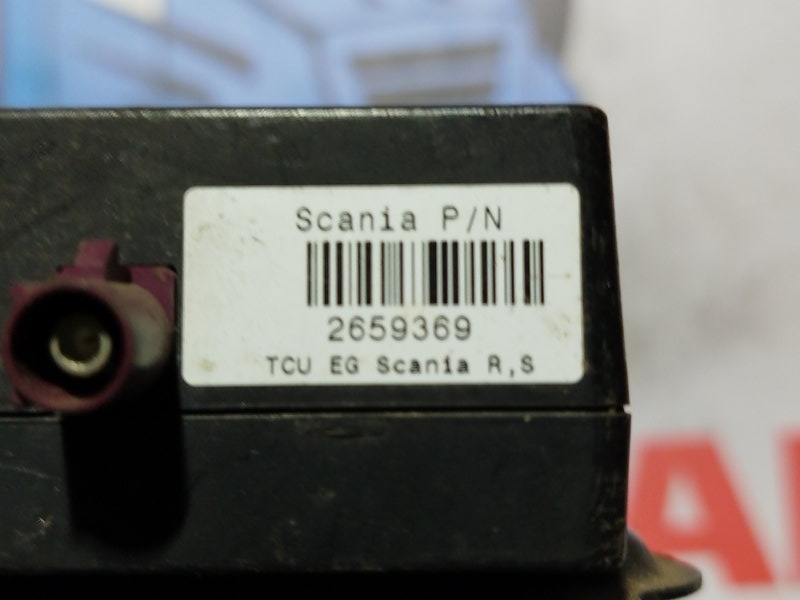 Scania P/N
2659369
TCU EG Scania R,S